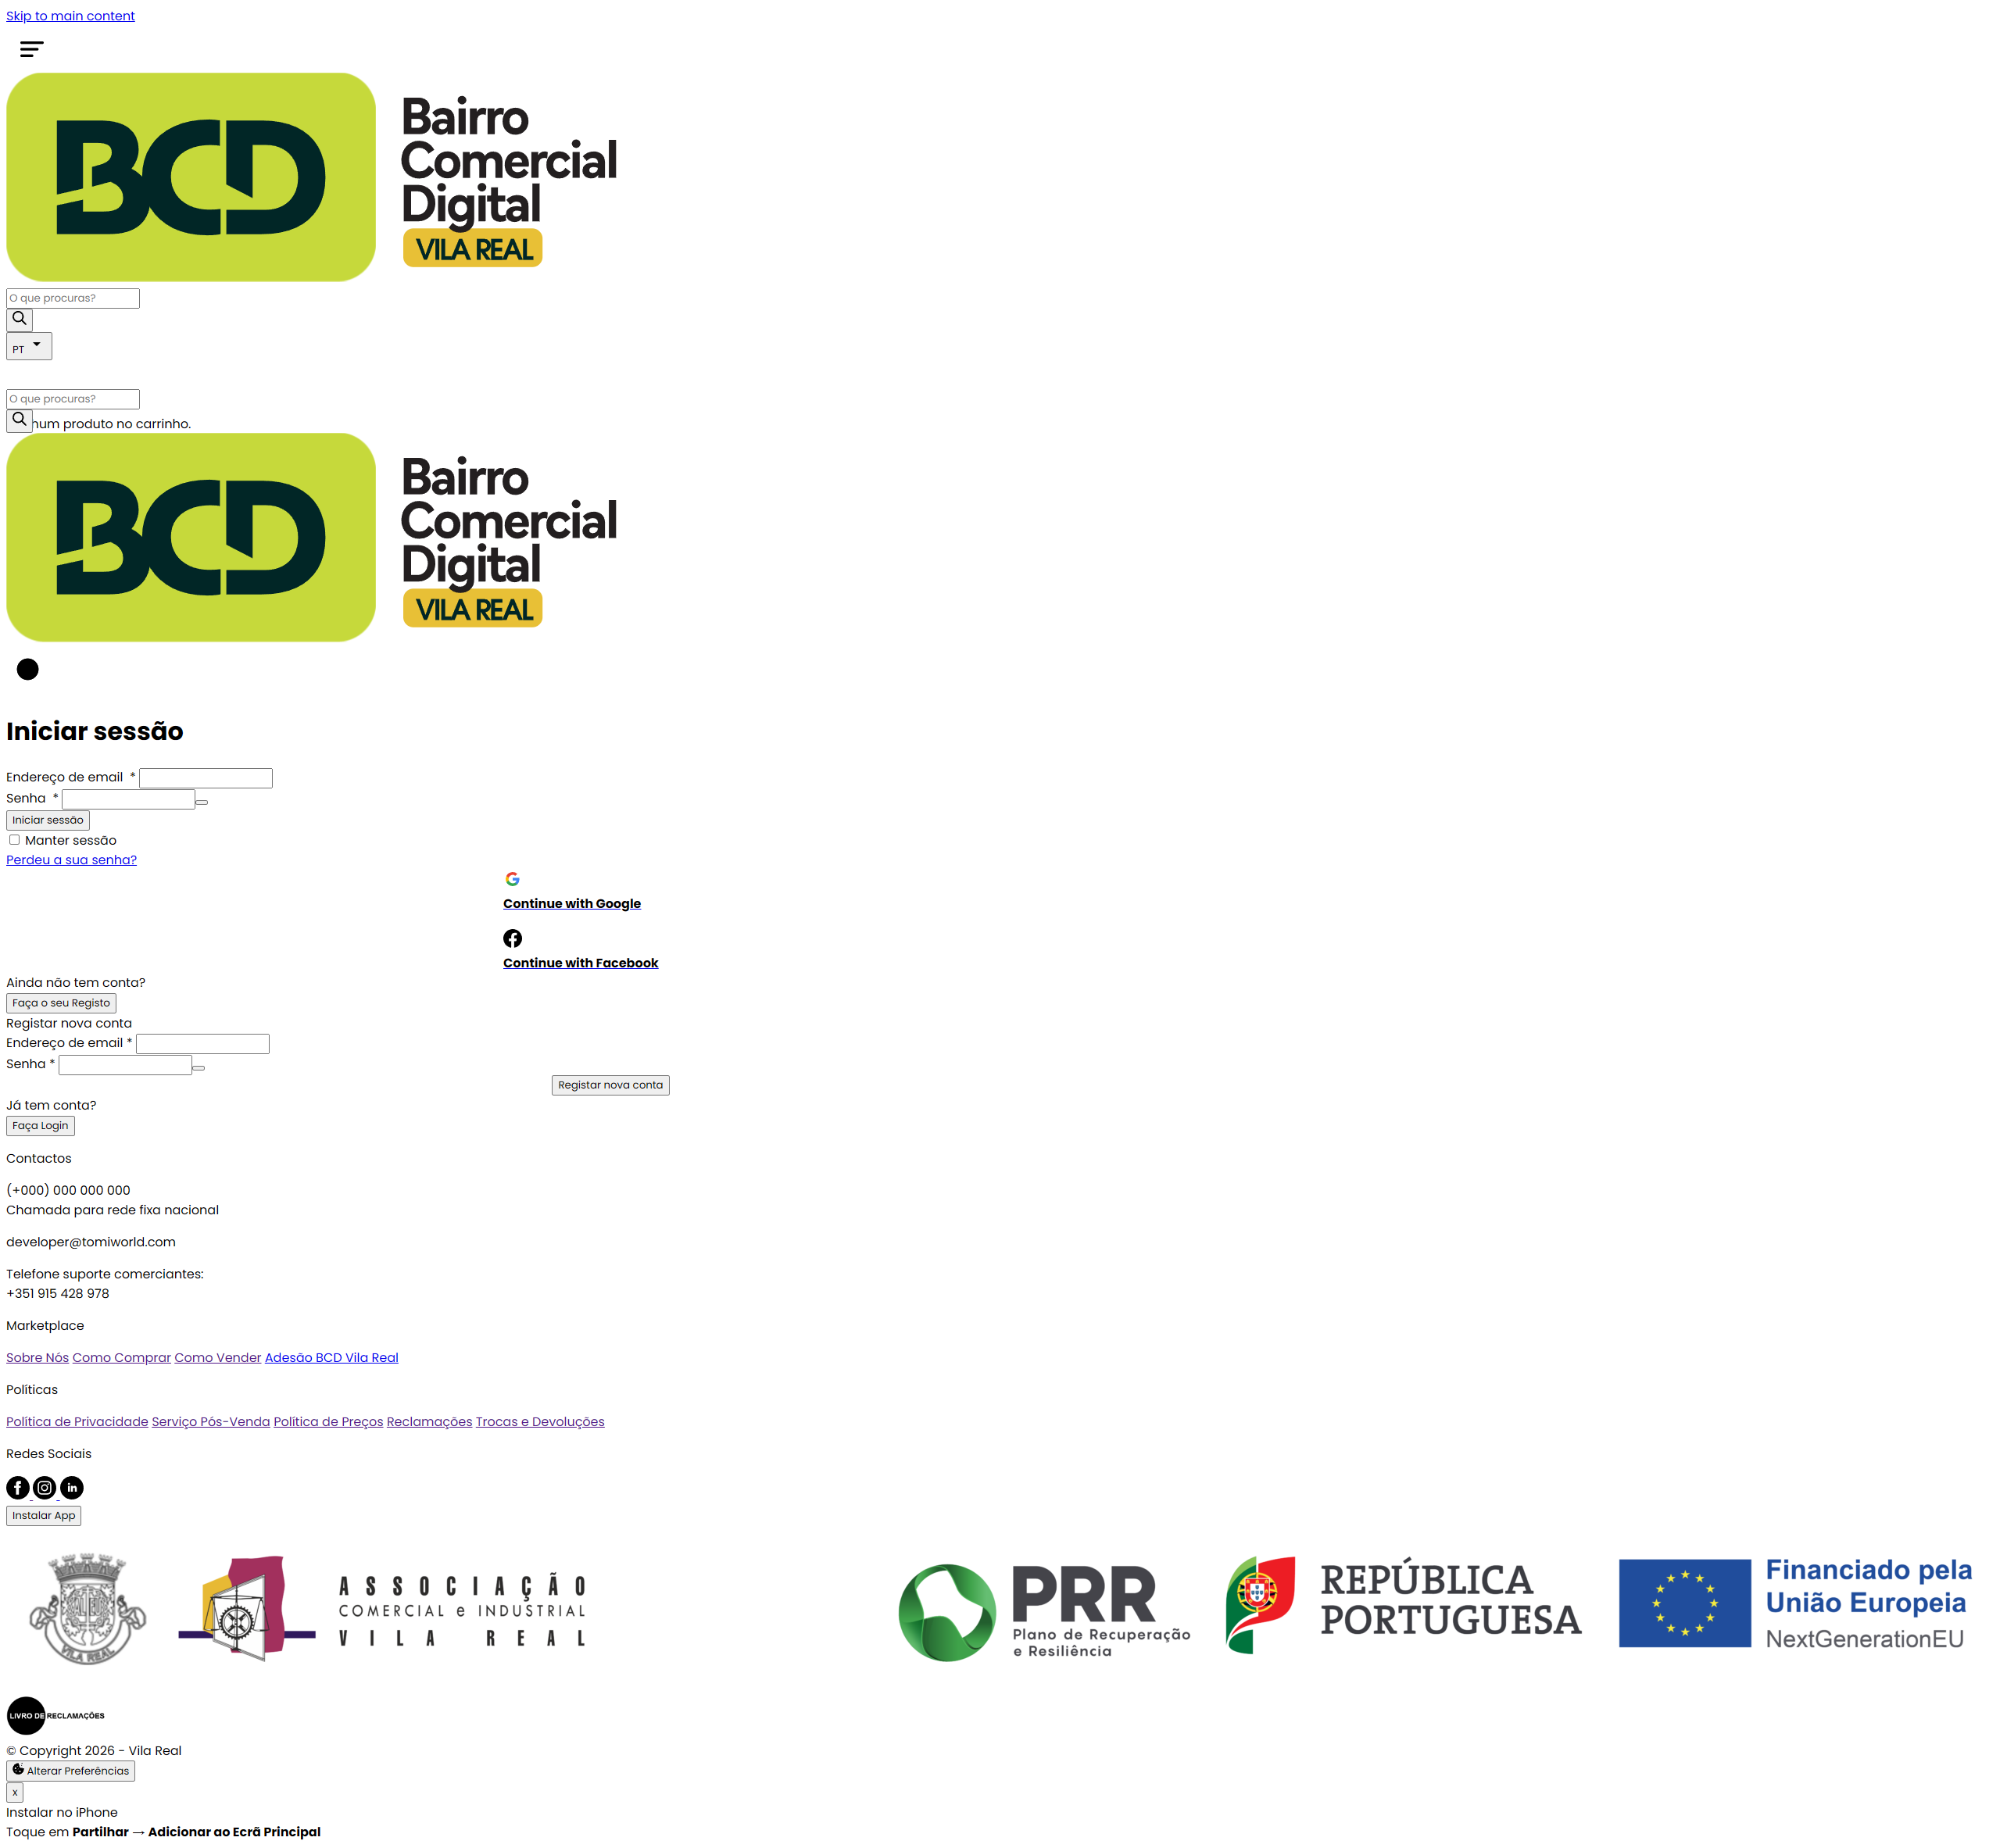 Skip to main content
BCD
Bairro
Comercial
Digital
VILA REAL
O que procuras?
PT
O que procuras?
num produto no carrinho.
BCD
Bairro
Comercial
Digital
VILA REAL
Iniciar sessão
Endereço de email *
Senha *
Iniciar sessão
Manter sessão
Perdeu a sua senha?
Continue with Google
Continue with Facebook
Ainda não tem conta?
Faça o seu Registo
Registar nova conta
Endereço de email *
Senha *
Registar nova conta
Já tem conta?
Faça Login
Contactos
(+000) 000 000 000
Chamada para rede fixa nacional
developer@tomiworld.com
Telefone suporte comerciantes:
+351 915 428 978
Marketplace
Sobre Nós Como Comprar Como Vender Adesão BCD Vila Real
Políticas
Política de Privacidade Serviço Pós-Venda Política de Preços Reclamações Trocas e Devoluções
Redes Sociais
Instalar App
VILA REAL
ASSOCIAÇÃO
COMERCIAL e INDUSTRIAL
VILA REAL
PRR
Plano de Recuperação
e Resiliência
REPÚBLICA
PORTUGUESA
Financiado pela
União Europeia
NextGenerationEU
LIVRO DE RECLAMAÇÕES
© Copyright 2026 - Vila Real
Alterar Preferências
x
Instalar no iPhone
Toque em Partilhar → Adicionar ao Ecrã Principal